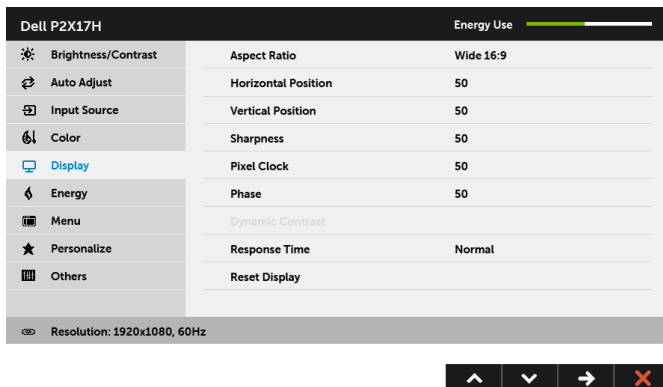 Dell P2X17H Energy Use
Brightness/Contrast Aspect Ratio Wide 16:9
Auto Adjust Horizontal Position 50
Input Source Vertical Position 50
Color Sharpness 50
Display Pixel Clock 50
Energy Phase 50
Menu Dynamic Contrast
Personalize Response Time Normal
Others Reset Display
Resolution: 1920x1080, 60Hz